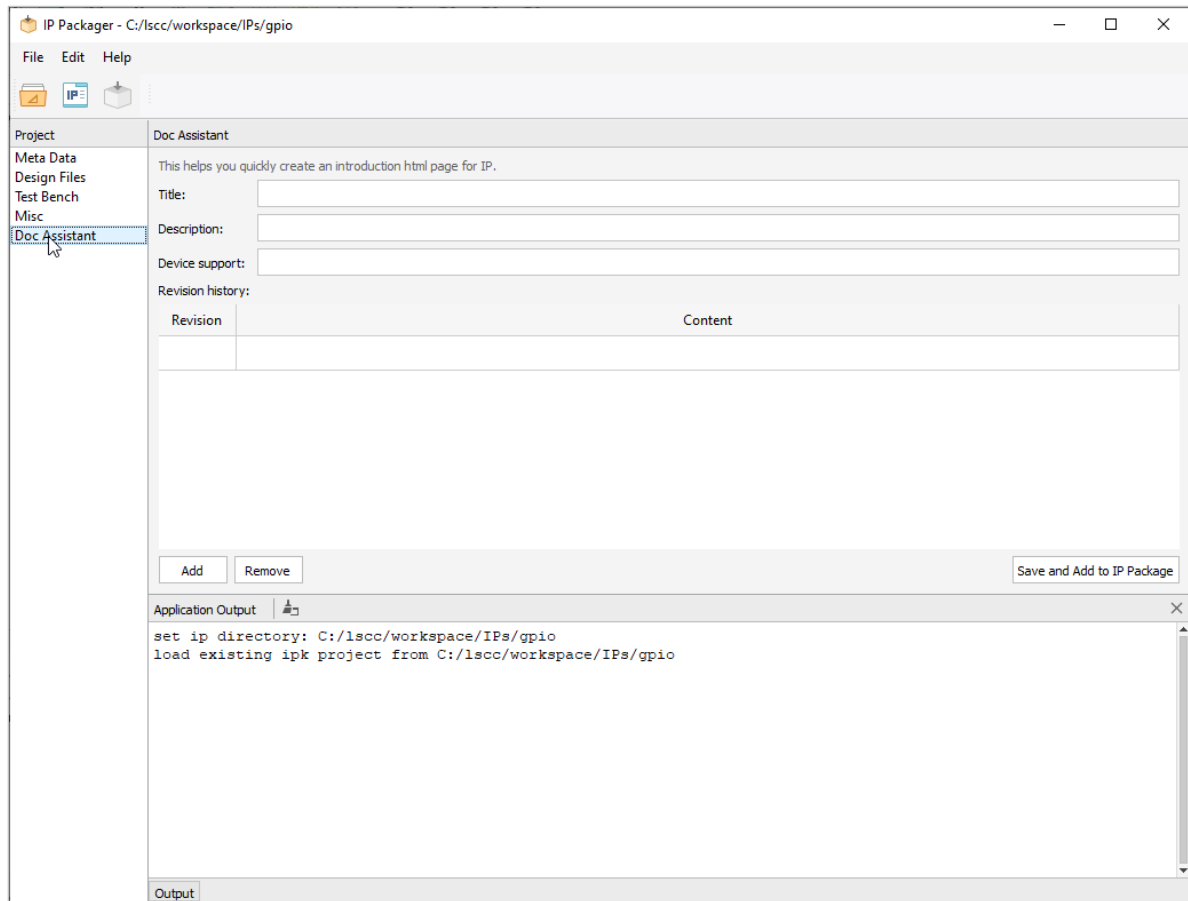 IP Packager - C:/lscc/workspace/IPs/gpio
File Edit Help
IP
Project
Meta Data
Design Files
Test Bench
Misc
Doc Assistant
Doc Assistant
This helps you quickly create an introduction html page for IP.
Title:
Description:
Device support:
Revision history:
Revision Content
Add Remove Save and Add to IP Package
Application Output
set ip directory: C:/lscc/workspace/IPs/gpio
load existing ipk project from C:/lscc/workspace/IPs/gpio
Output